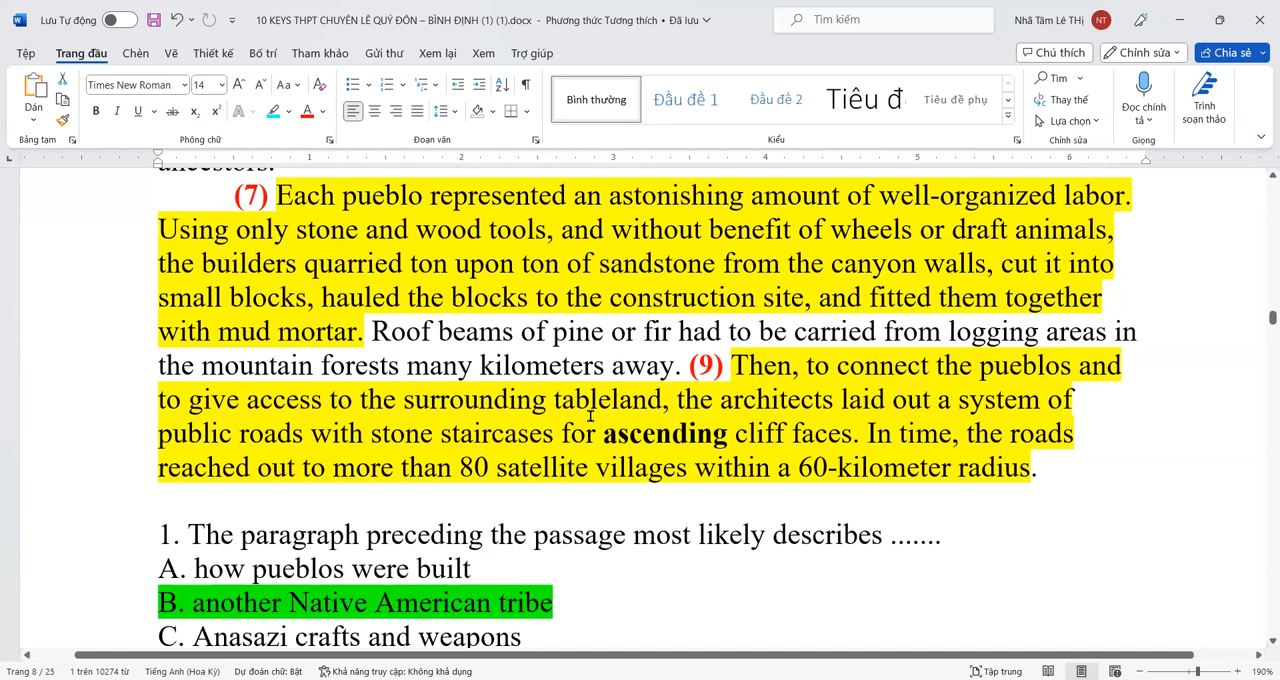 Lưu Tự động
10 KEYS THPT CHUYÊN LÊ QUÝ ĐÔN – BÌNH ĐỊNH (1) (1).docx - Phương thức Tương thích • Đã lưu
Tìm kiếm
Nhã Tâm Lê THị
NT
Tệp Trang đầu Chèn Vẽ Thiết kế Bố trí Tham khảo Gửi thư Xem lại Xem Trợ giúp
Chú thích Chỉnh sửa Chia sẻ
Dán
Times New Roman 14
Bình thường Đầu đề 1 Đầu đề 2 Tiêu đ Tiêu đề phụ
Tìm
Thay thế
Lựa chọn
Đọc chính tả
Trình soạn thảo
Bảng tạm Phông chữ Đoạn văn Kiểu Chỉnh sửa Giọng
1 2 3 4 5 6
ancestors.
(7) Each pueblo represented an astonishing amount of well-organized labor.
Using only stone and wood tools, and without benefit of wheels or draft animals,
the builders quarried ton upon ton of sandstone from the canyon walls, cut it into
small blocks, hauled the blocks to the construction site, and fitted them together
with mud mortar. Roof beams of pine or fir had to be carried from logging areas in
the mountain forests many kilometers away. (9) Then, to connect the pueblos and
to give access to the surrounding tableland, the architects laid out a system of
public roads with stone staircases for ascending cliff faces. In time, the roads
reached out to more than 80 satellite villages within a 60-kilometer radius.
1. The paragraph preceding the passage most likely describes .......
A. how pueblos were built
B. another Native American tribe
C. Anasazi crafts and weapons
Trang 8 / 25 1 trên 10274 từ Tiếng Anh (Hoa Kỳ) Dự đoán chữ: Bật Khả năng truy cập: Không khả dụng Tập trung 190%